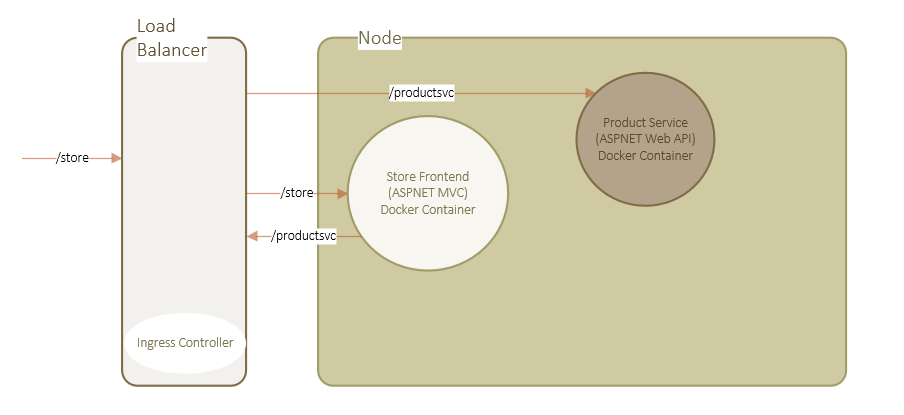 Load
Balancer
Node
/productsvc
Product Service
(ASPNET Web API)
Docker Container
/store
Store Frontend
(ASPNET MVC)
Docker Container
/store
/productsvc
Ingress Controller